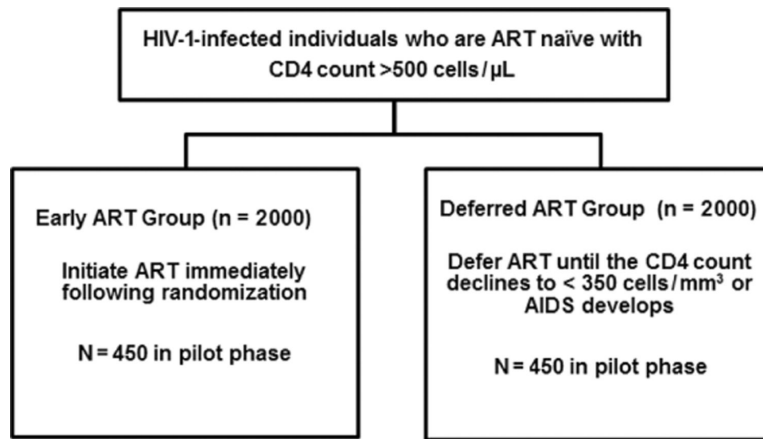 HIV-1-infected individuals who are ART naïve with
CD4 count >500 cells/µL
Early ART Group (n = 2000)
Initiate ART immediately
following randomization
N = 450 in pilot phase
Deferred ART Group (n = 2000)
Defer ART until the CD4 count
declines to < 350 cells/mm³ or
AIDS develops
N = 450 in pilot phase